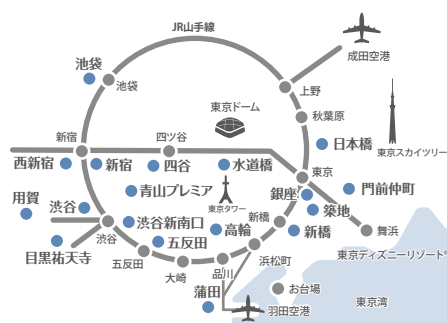 JR山手線
成田空港
池袋
池袋
上野
東京ドーム
秋葉原
新宿
四ツ谷
日本橋
東京スカイツリー
西新宿
新宿
四谷
水道橋
東京
青山プレミア
銀座
門前仲町
用賀
東京タワー
渋谷
築地
渋谷新南口
新橋
高輪
新橋
舞浜
渋谷
五反田
目黒祐天寺
浜松町
東京ディズニーリゾート®
五反田
品川
大崎
お台場
蒲田
羽田空港
東京湾